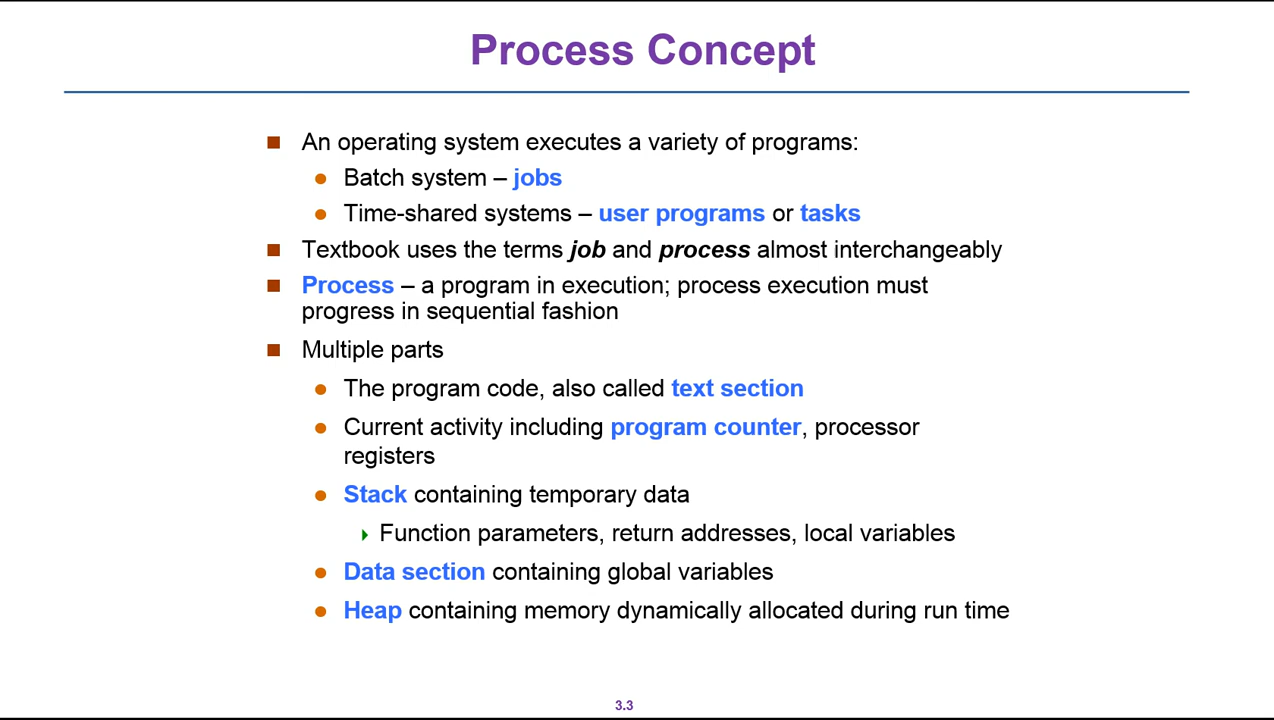 Process Concept
An operating system executes a variety of programs:
Batch system – jobs
Time-shared systems – user programs or tasks
Textbook uses the terms job and process almost interchangeably
Process – a program in execution; process execution must
progress in sequential fashion
Multiple parts
The program code, also called text section
Current activity including program counter, processor
registers
Stack containing temporary data
Function parameters, return addresses, local variables
Data section containing global variables
Heap containing memory dynamically allocated during run time
3.3